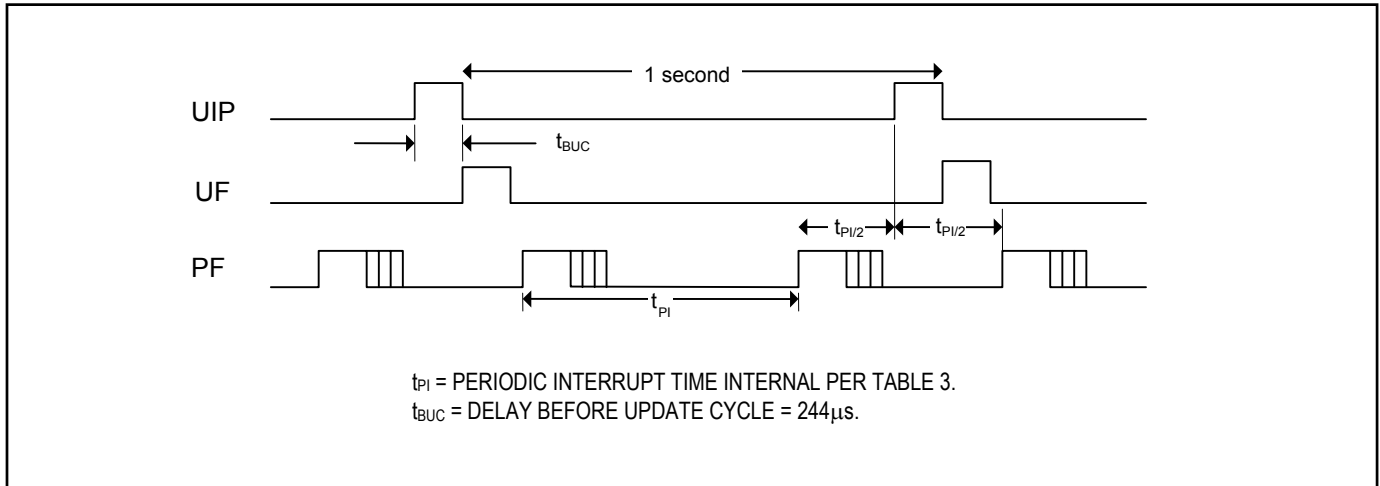 1 second
UIP
tBUC
UF
tPI/2 tPI/2
PF
tPI
tPI = PERIODIC INTERRUPT TIME INTERNAL PER TABLE 3.
tBUC = DELAY BEFORE UPDATE CYCLE = 244μs.